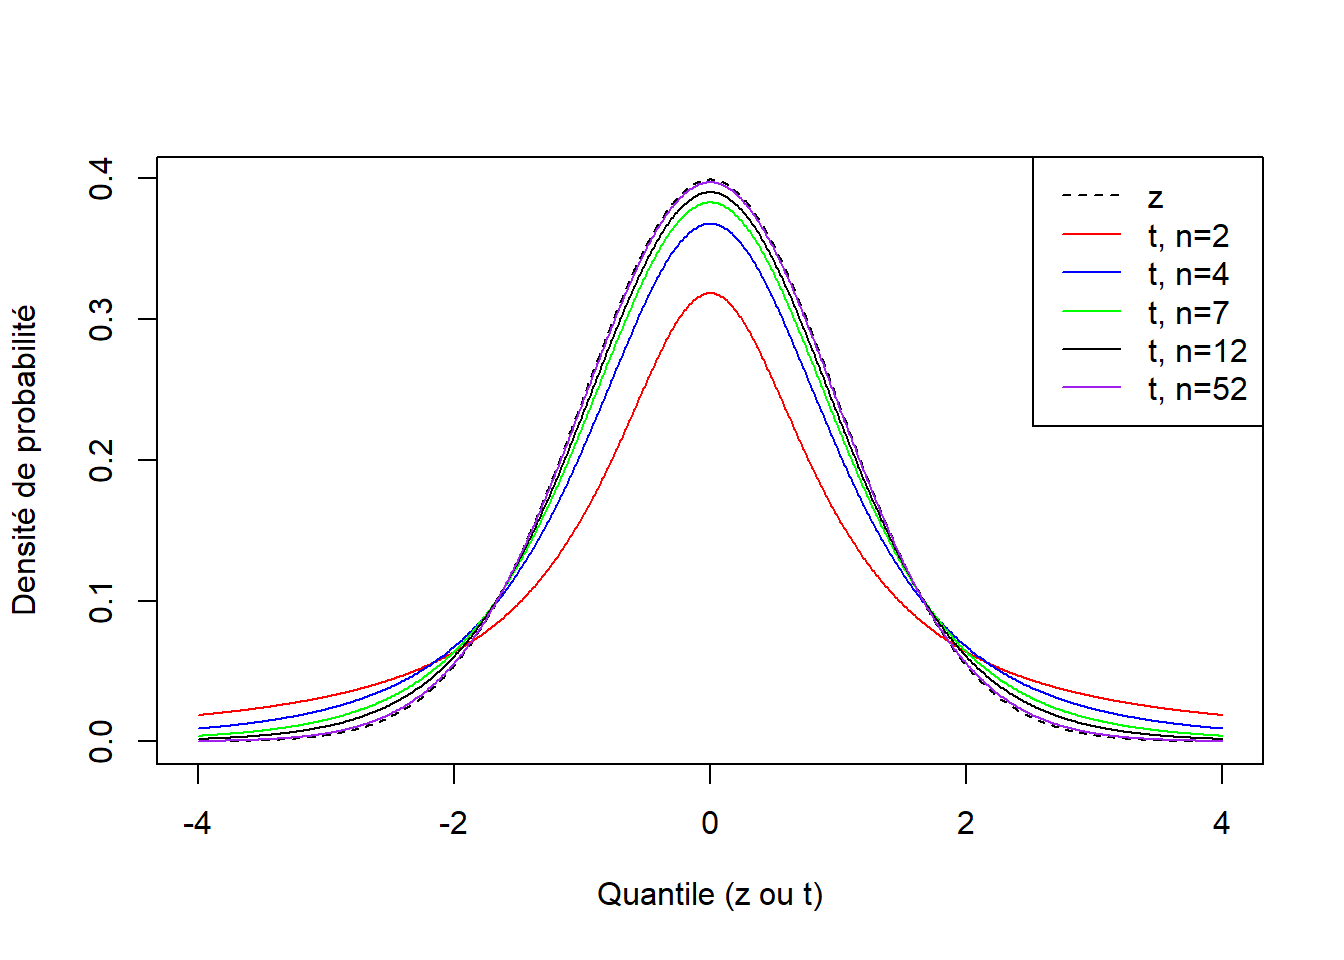 z
t, n=2
t, n=4
t, n=7
t, n=12
t, n=52
Densité de probabilité
0.4
0.3
0.2
0.1
0.0
-4
-2
0
2
4
Quantile (z ou t)